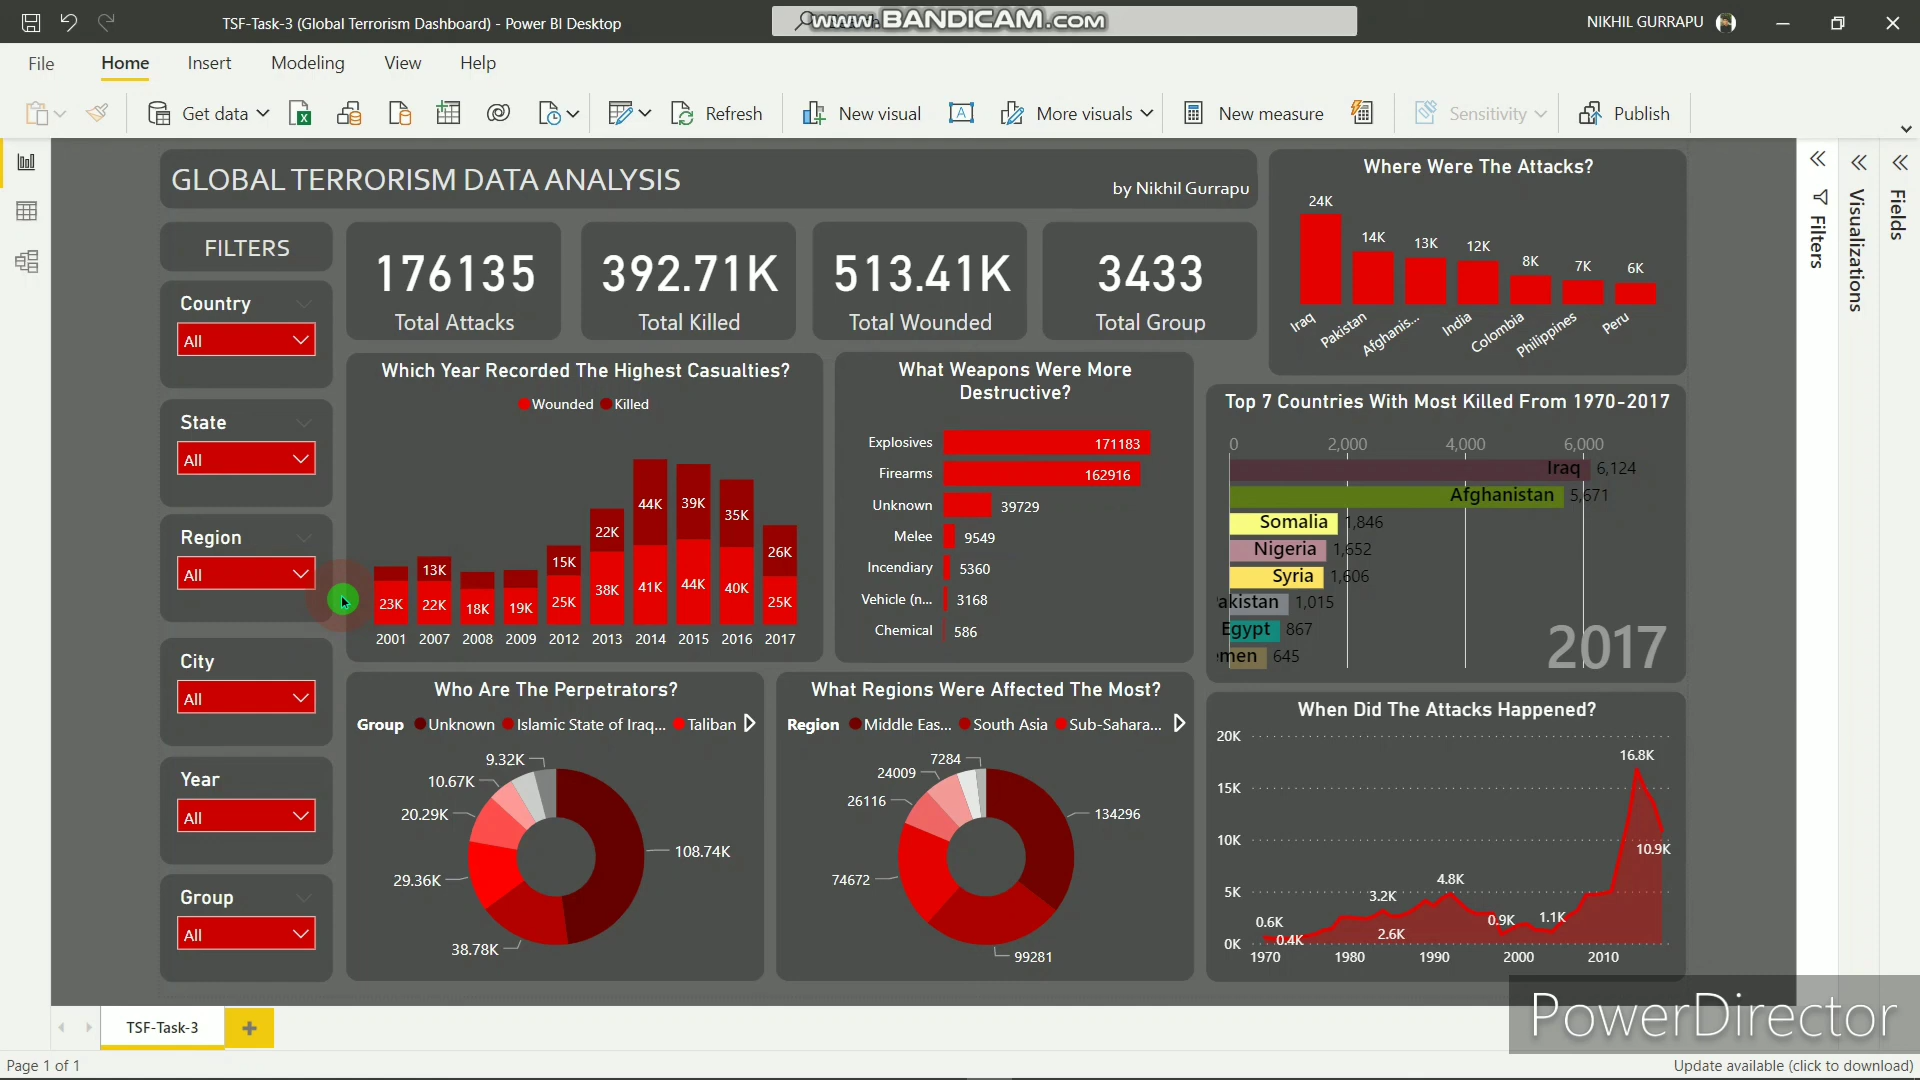 TSF-Task-3 (Global Terrorism Dashboard) - Power BI Desktop
www.BANDICAM.com
NIKHIL GURRAPU
File
Home
Insert
Modeling
View
Help
Get data
Refresh
New visual
More visuals
New measure
Sensitivity
Publish
GLOBAL TERRORISM DATA ANALYSIS
by Nikhil Gurrapu
FILTERS
Country
All
State
All
Region
All
City
All
Year
All
Group
All
176135
Total Attacks
392.71K
Total Killed
513.41K
Total Wounded
3433
Total Group
Where Were The Attacks?
24K
14K
13K
12K
8K
7K
6K
Iraq
Pakistan
Afghanis...
India
Colombia
Philippines
Peru
Which Year Recorded The Highest Casualties?
Wounded Killed
13K
15K
22K
44K
39K
35K
26K
23K
22K
18K
19K
25K
38K
41K
44K
40K
25K
2001 2007 2008 2009 2012 2013 2014 2015 2016 2017
What Weapons Were More
Destructive?
Explosives 171183
Firearms 162916
Unknown 39729
Melee 9549
Incendiary 5360
Vehicle (n... 3168
Chemical 586
Top 7 Countries With Most Killed From 1970-2017
0 2,000 4,000 6,000
Iraq 6,124
Afghanistan 5,671
Somalia 1,846
Nigeria 1,652
Syria 1,606
akistan 1,015
Egypt 867
men 645
2017
Who Are The Perpetrators?
Group Unknown Islamic State of Iraq... Taliban
9.32K
10.67K
20.29K
29.36K
38.78K
108.74K
What Regions Were Affected The Most?
Region Middle Eas... South Asia Sub-Sahara...
7284
24009
26116
74672
99281
134296
When Did The Attacks Happened?
20K
15K
10K
5K
0K
0.6K
0.4K
3.2K
2.6K
4.8K
0.9K
1.1K
16.8K
10.9K
1970 1980 1990 2000 2010
Filters
Visualizations
Fields
TSF-Task-3
PowerDirector
Page 1 of 1
Update available (click to download)